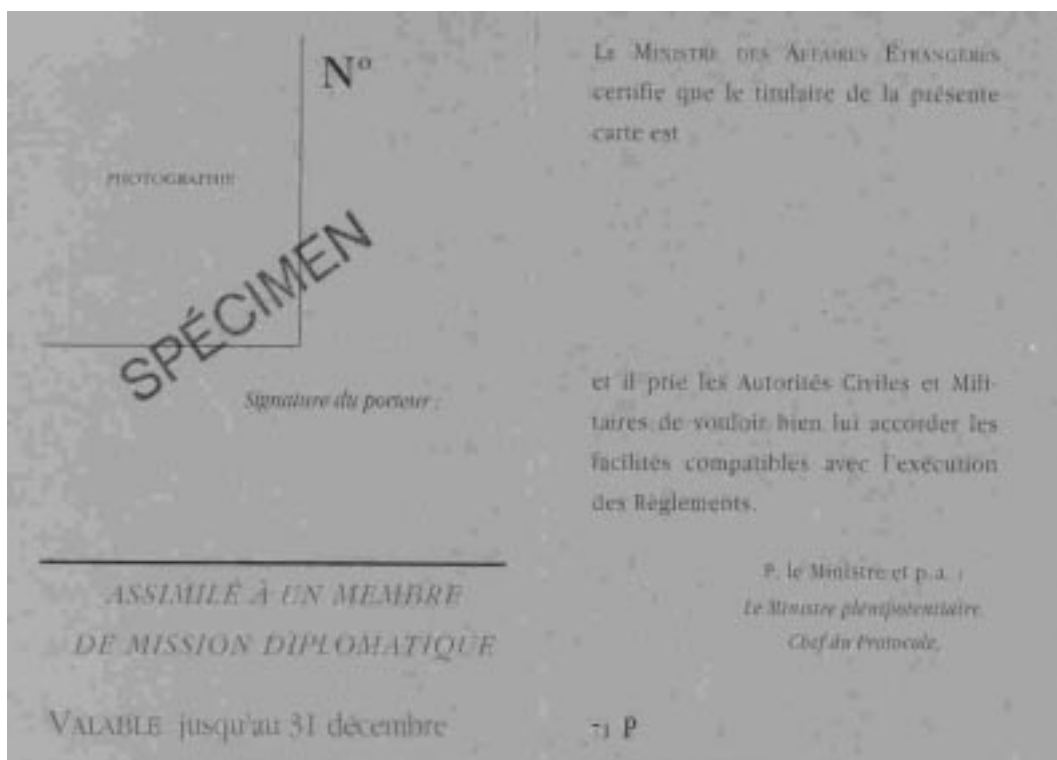 Nº
PHOTOGRAPHIE
SPÉCIMEN
Signature du porteur :
ASSIMILÉ À UN MEMBRE
DE MISSION DIPLOMATIQUE
VALABLE jusqu'au 31 décembre
LE MINISTRE DES AFFAIRES ÉTRANGÈRES
certifie que le titulaire de la présente
carte est
et il prie les Autorités Civiles et Mili-
taires de vouloir bien lui accorder les
facilités compatibles avec l'exécution
des Règlements.
P. le Ministre et p.a. :
Le Ministre plénipotentiaire,
Chef du Protocole,
P